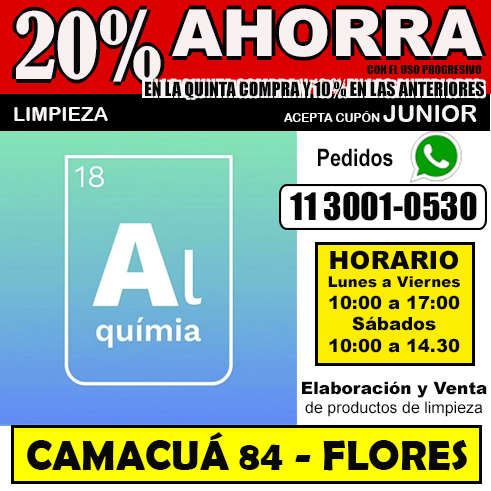 20% AHORRA
CON EL USO PROGRESIVO
EN LA QUINTA COMPRA Y 10% EN LAS ANTERIORES
LIMPIEZA
ACEPTA CUPÓN JUNIOR
18
Al
química
Pedidos
11 3001-0530
HORARIO
Lunes a Viernes
10:00 a 17:00
Sábados
10:00 a 14.30
Elaboración y Venta
de productos de limpieza
CAMACUÁ 84 - FLORES